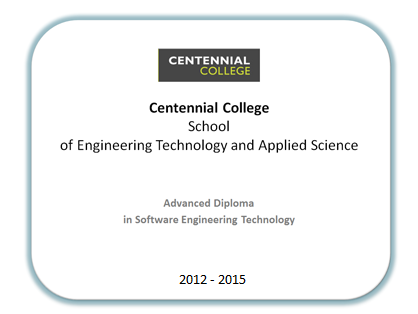 CENTENNIAL
COLLEGE
Centennial College
School
of Engineering Technology and Applied Science
Advanced Diploma
in Software Engineering Technology
2012 - 2015